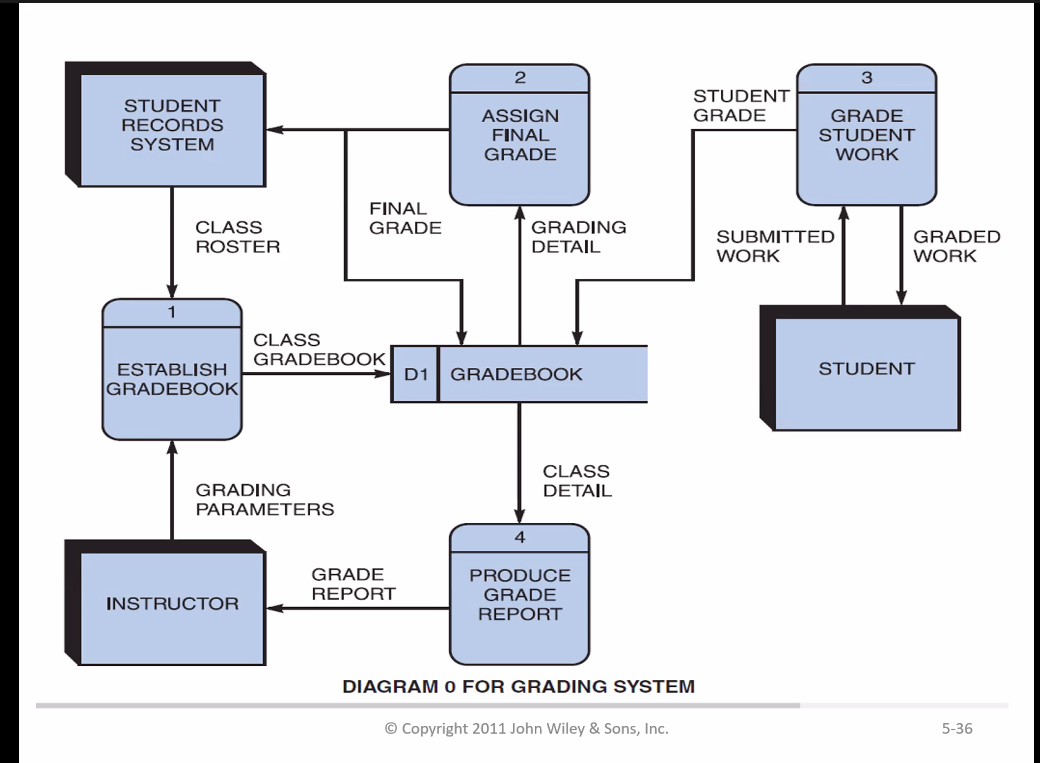 STUDENT
RECORDS
SYSTEM
2
ASSIGN
FINAL
GRADE
STUDENT
GRADE
3
GRADE
STUDENT
WORK
CLASS
ROSTER
FINAL
GRADE
GRADING
DETAIL
SUBMITTED
WORK
GRADED
WORK
1
ESTABLISH
GRADEBOOK
CLASS
GRADEBOOK
D1 GRADEBOOK
STUDENT
GRADING
PARAMETERS
CLASS
DETAIL
INSTRUCTOR
GRADE
REPORT
4
PRODUCE
GRADE
REPORT
DIAGRAM 0 FOR GRADING SYSTEM
© Copyright 2011 John Wiley & Sons, Inc.
5-36